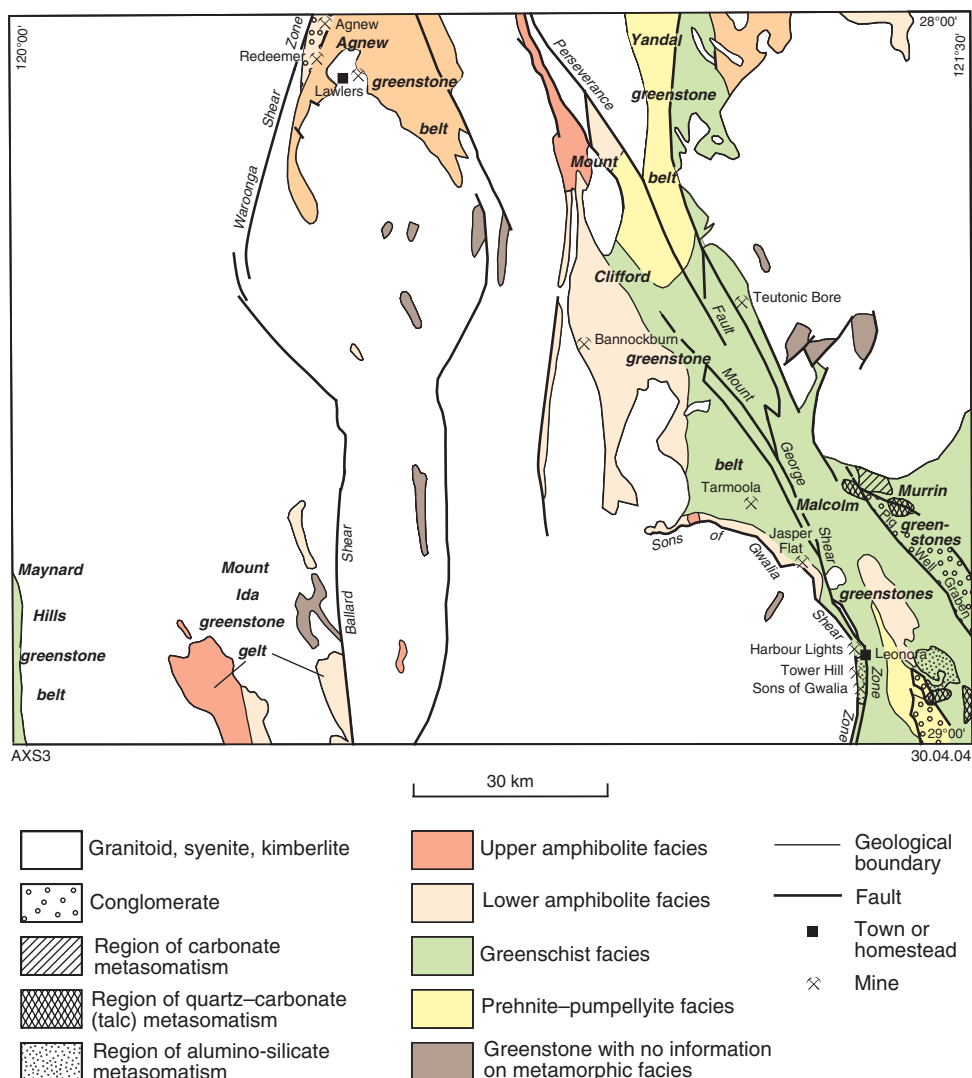 120°00'
28°00'
121°30'
Agnew
Agnew
Redeemer
Lawlers
greenstone
belt
Waroonga Shear Zone
Perseverance
Fault
Yandal
greenstone
belt
Mount
Clifford
greenstone
belt
Bannockburn
Teutonic Bore
Mount George Shear Zone
Tarmoola
Malcolm
greenstones
Murrin
green-
stones
Pig Well Graben
Jasper
Flat
Sons of Gwalia Shear Zone
Maynard
Hills
greenstone
belt
Mount
Ida
greenstone
gelt
Ballard Shear
Harbour Lights
Leonora
Tower Hill
Sons of Gwalia
29°00'
AXS3
30.04.04
30 km
Granitoid, syenite, kimberlite
Conglomerate
Region of carbonate
metasomatism
Region of quartz–carbonate
(talc) metasomatism
Region of alumino-silicate
metasomatism
Upper amphibolite facies
Lower amphibolite facies
Greenschist facies
Prehnite–pumpellyite facies
Greenstone with no information
on metamorphic facies
Geological
boundary
Fault
Town or
homestead
Mine